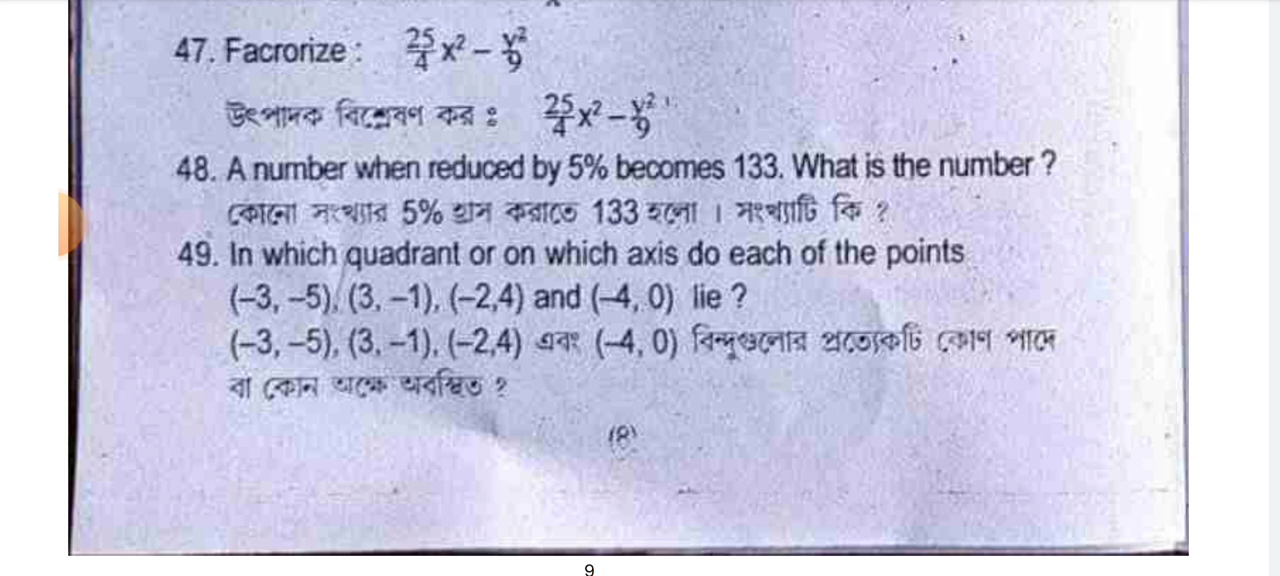 47. Facrorize : 25/4 x² – y²/9
উৎপাদক বিশ্লেষণ কর ঃ 25/4 x² – y²/9
48. A number when reduced by 5% becomes 133. What is the number ?
কোনো সংখ্যার 5% হ্রাস করাতে 133 হলো । সংখ্যাটি কি ?
49. In which quadrant or on which axis do each of the points
(–3, –5), (3, –1), (–2,4) and (–4, 0) lie ?
(–3, –5), (3, –1), (–2,4) এবং (–4, 0) বিন্দুগুলোর প্রত্যেকটি কোণ পাদে
বা কোন অক্ষে অবস্থিত ?
(8)
9